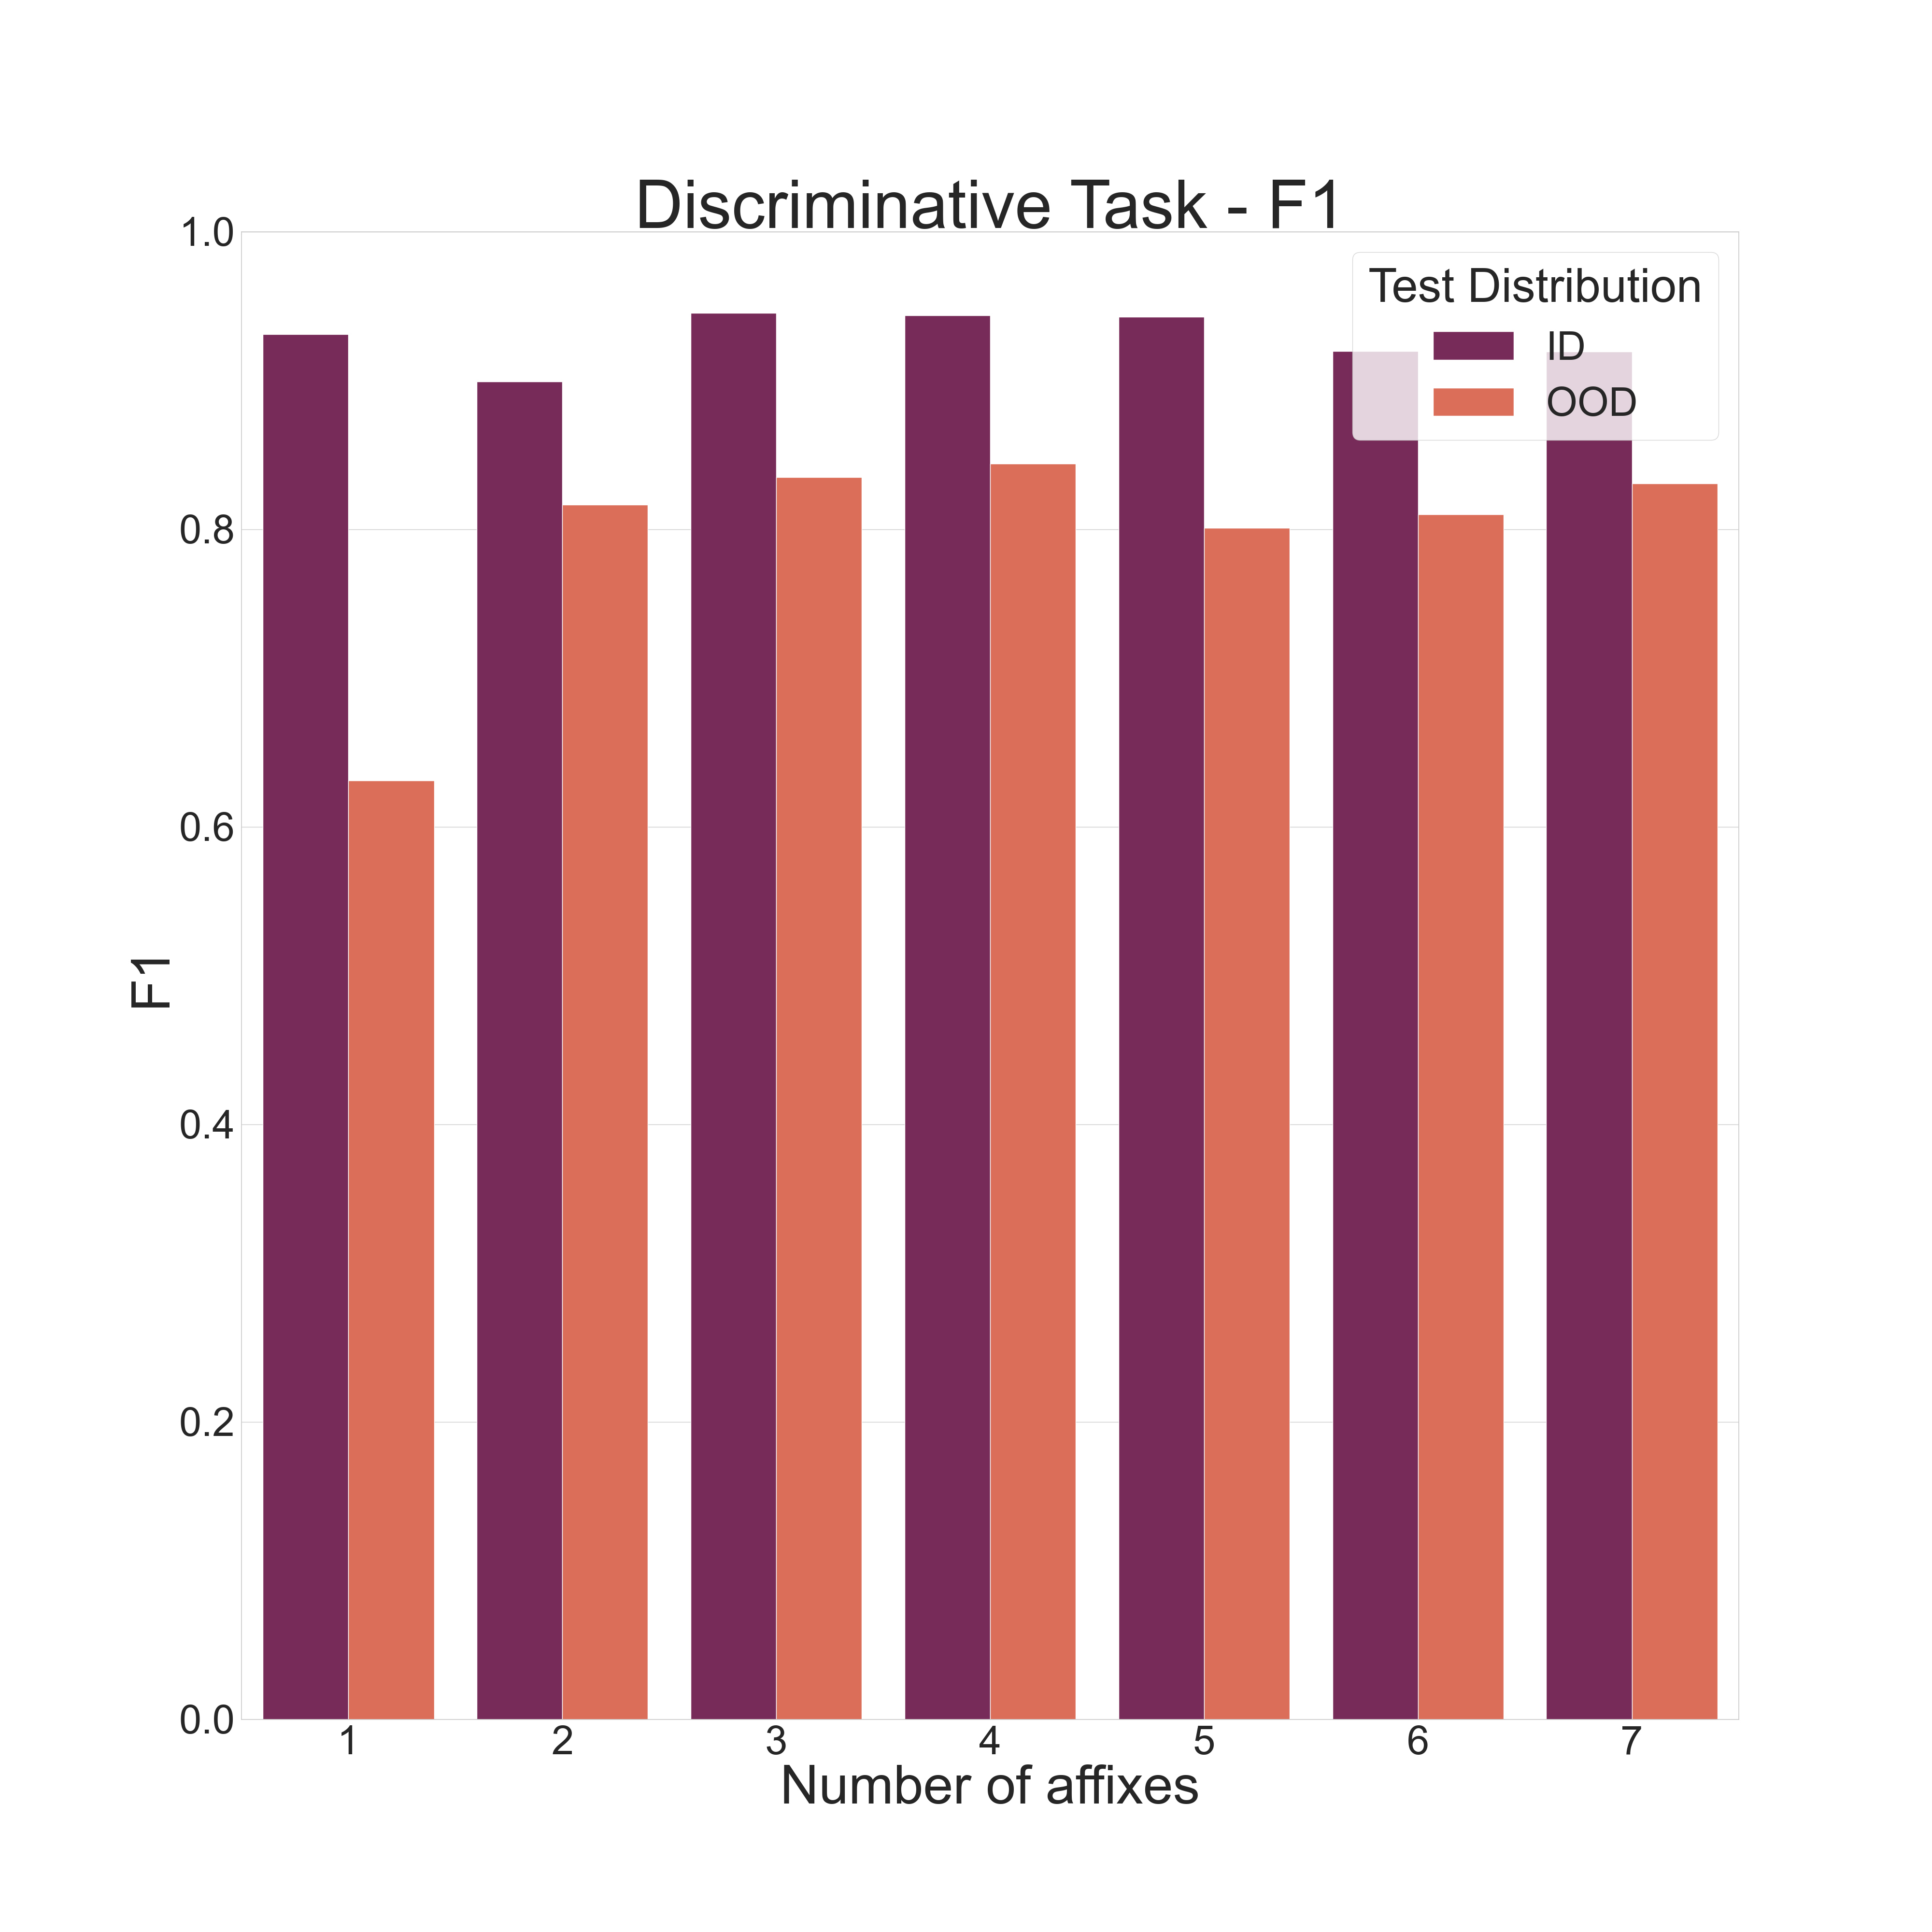 Discriminative Task - F1
1.0
0.8
0.6
0.4
0.2
0.0
F1
Test Distribution
ID
OOD
1 2 3 4 5 6 7
Number of affixes